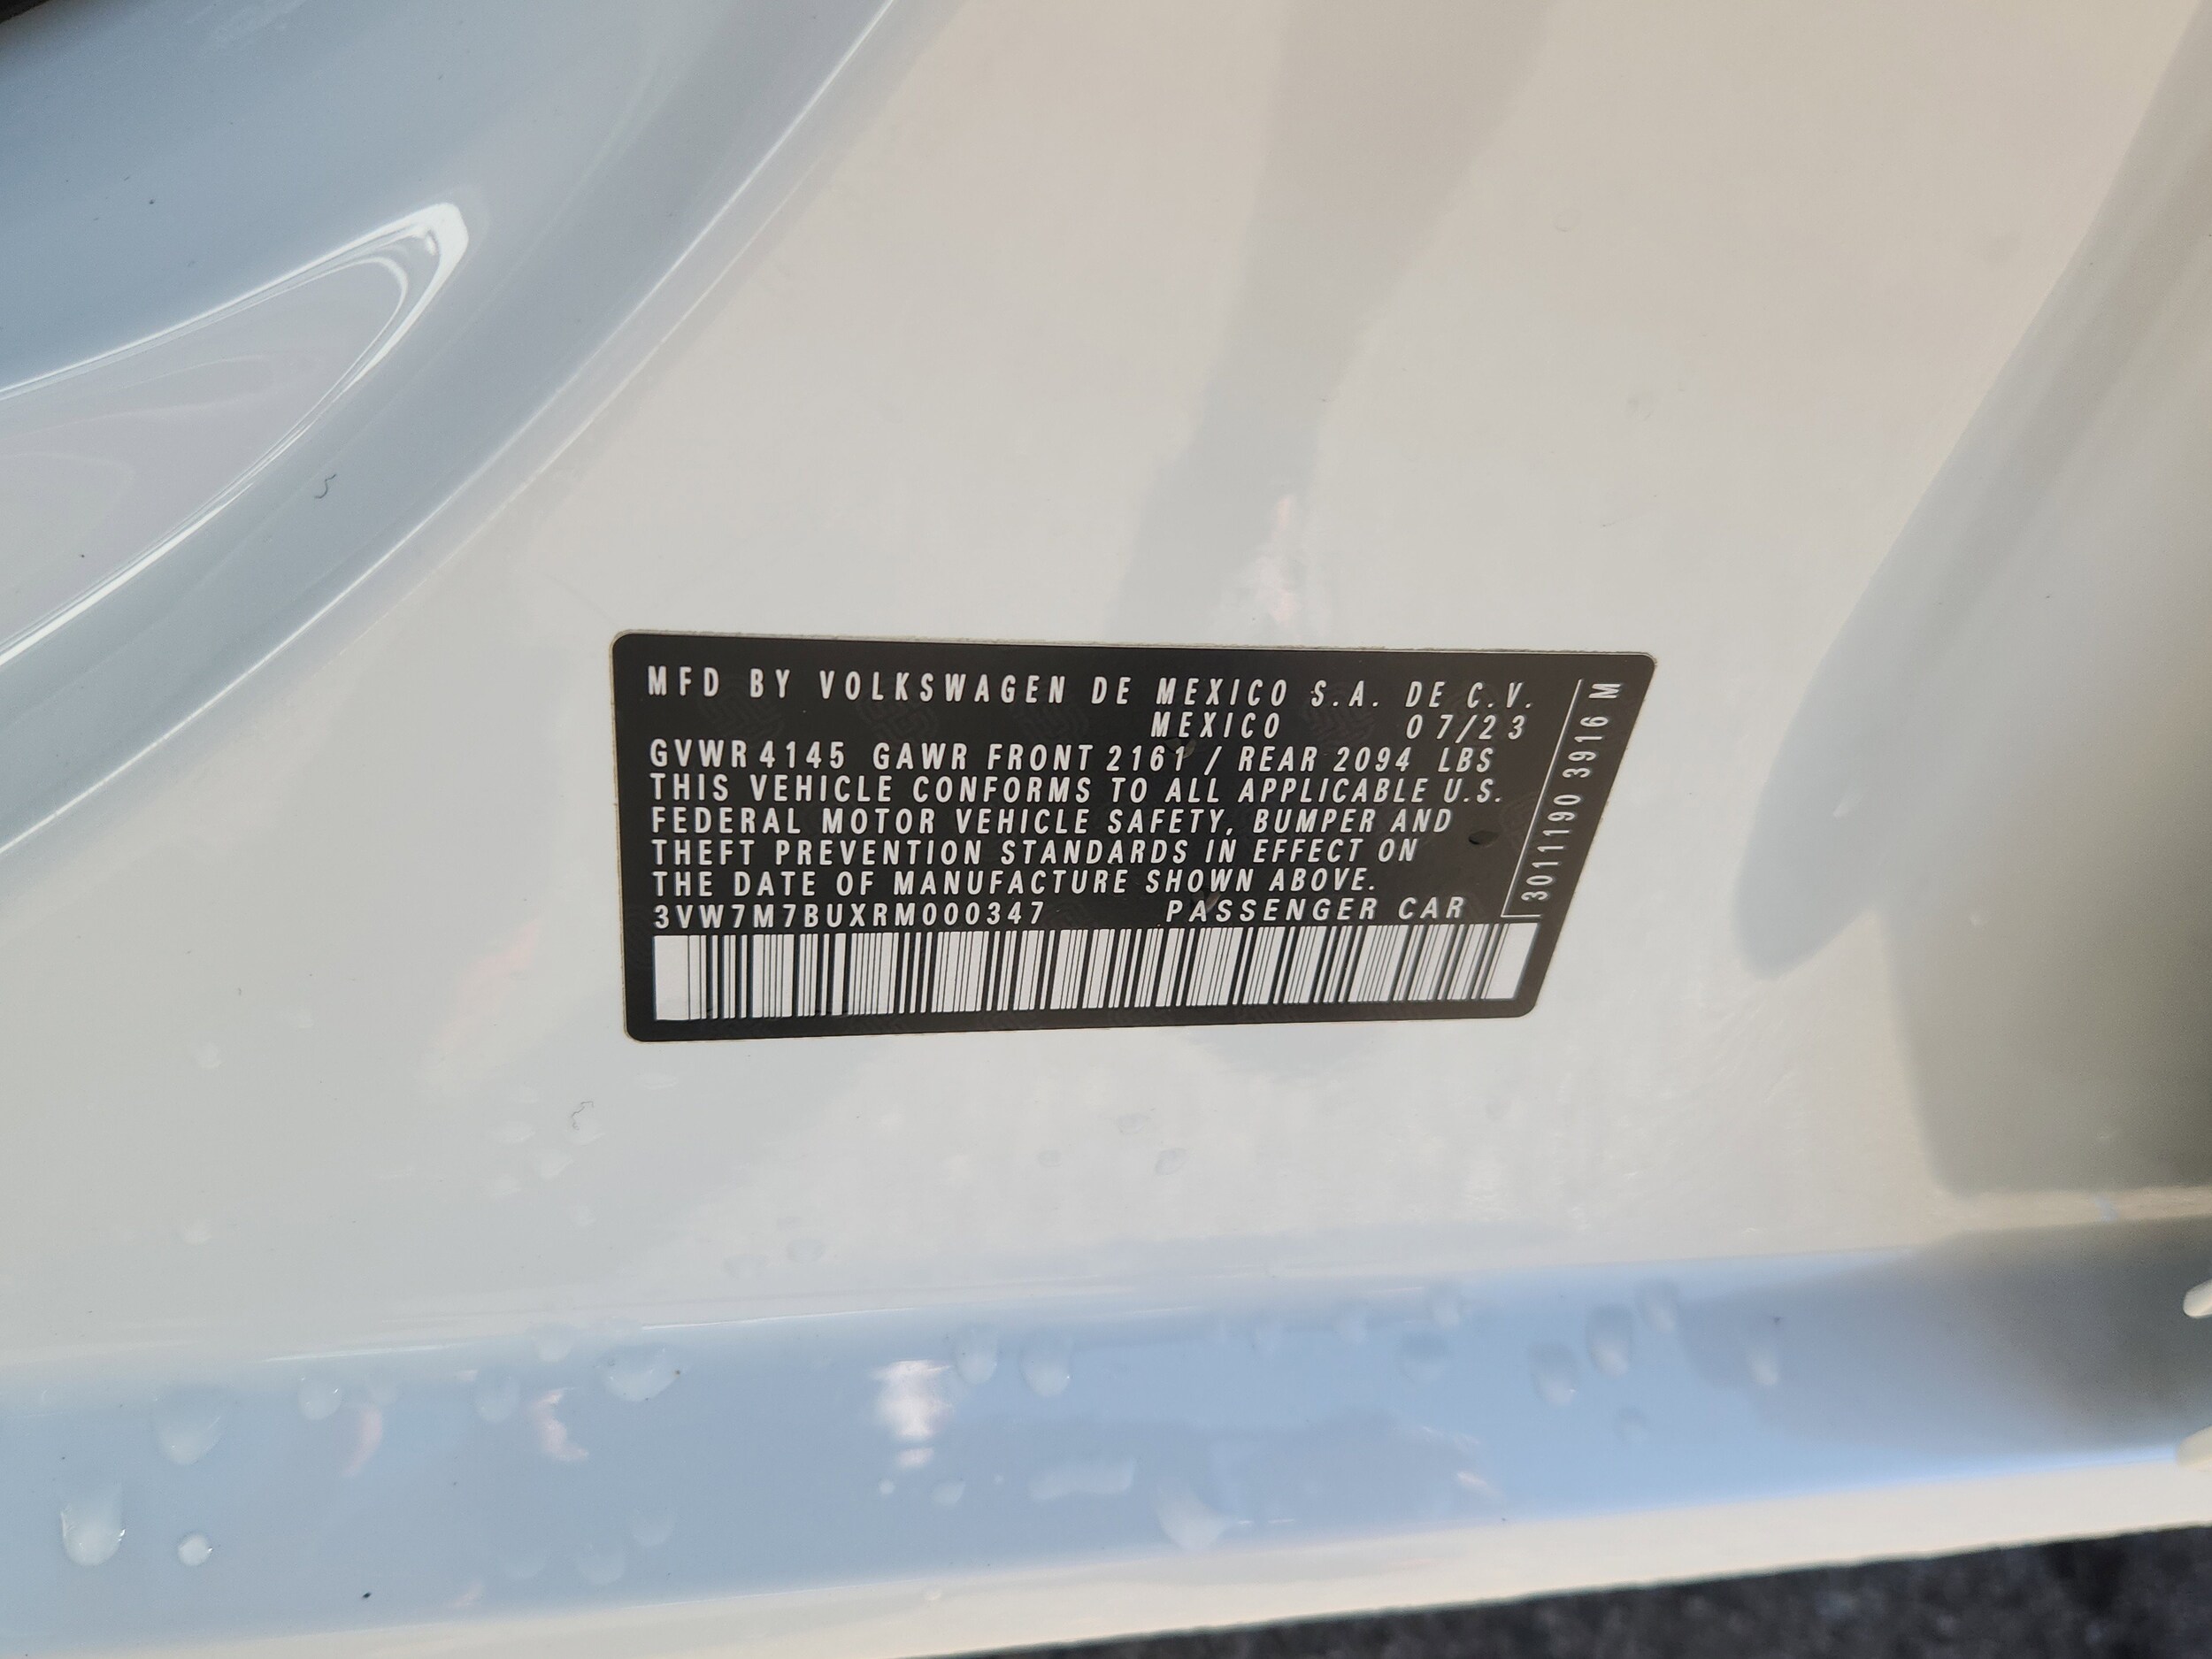 MFD BY VOLKSWAGEN DE MEXICO S.A. DE C.V.
MEXICO 07/23
GVWR 4145 GAWR FRONT 2161 / REAR 2094 LBS
THIS VEHICLE CONFORMS TO ALL APPLICABLE U.S.
FEDERAL MOTOR VEHICLE SAFETY, BUMPER AND
THEFT PREVENTION STANDARDS IN EFFECT ON
THE DATE OF MANUFACTURE SHOWN ABOVE.
3VW7M7BUXRM000347 PASSENGER CAR
3011190 3916 M